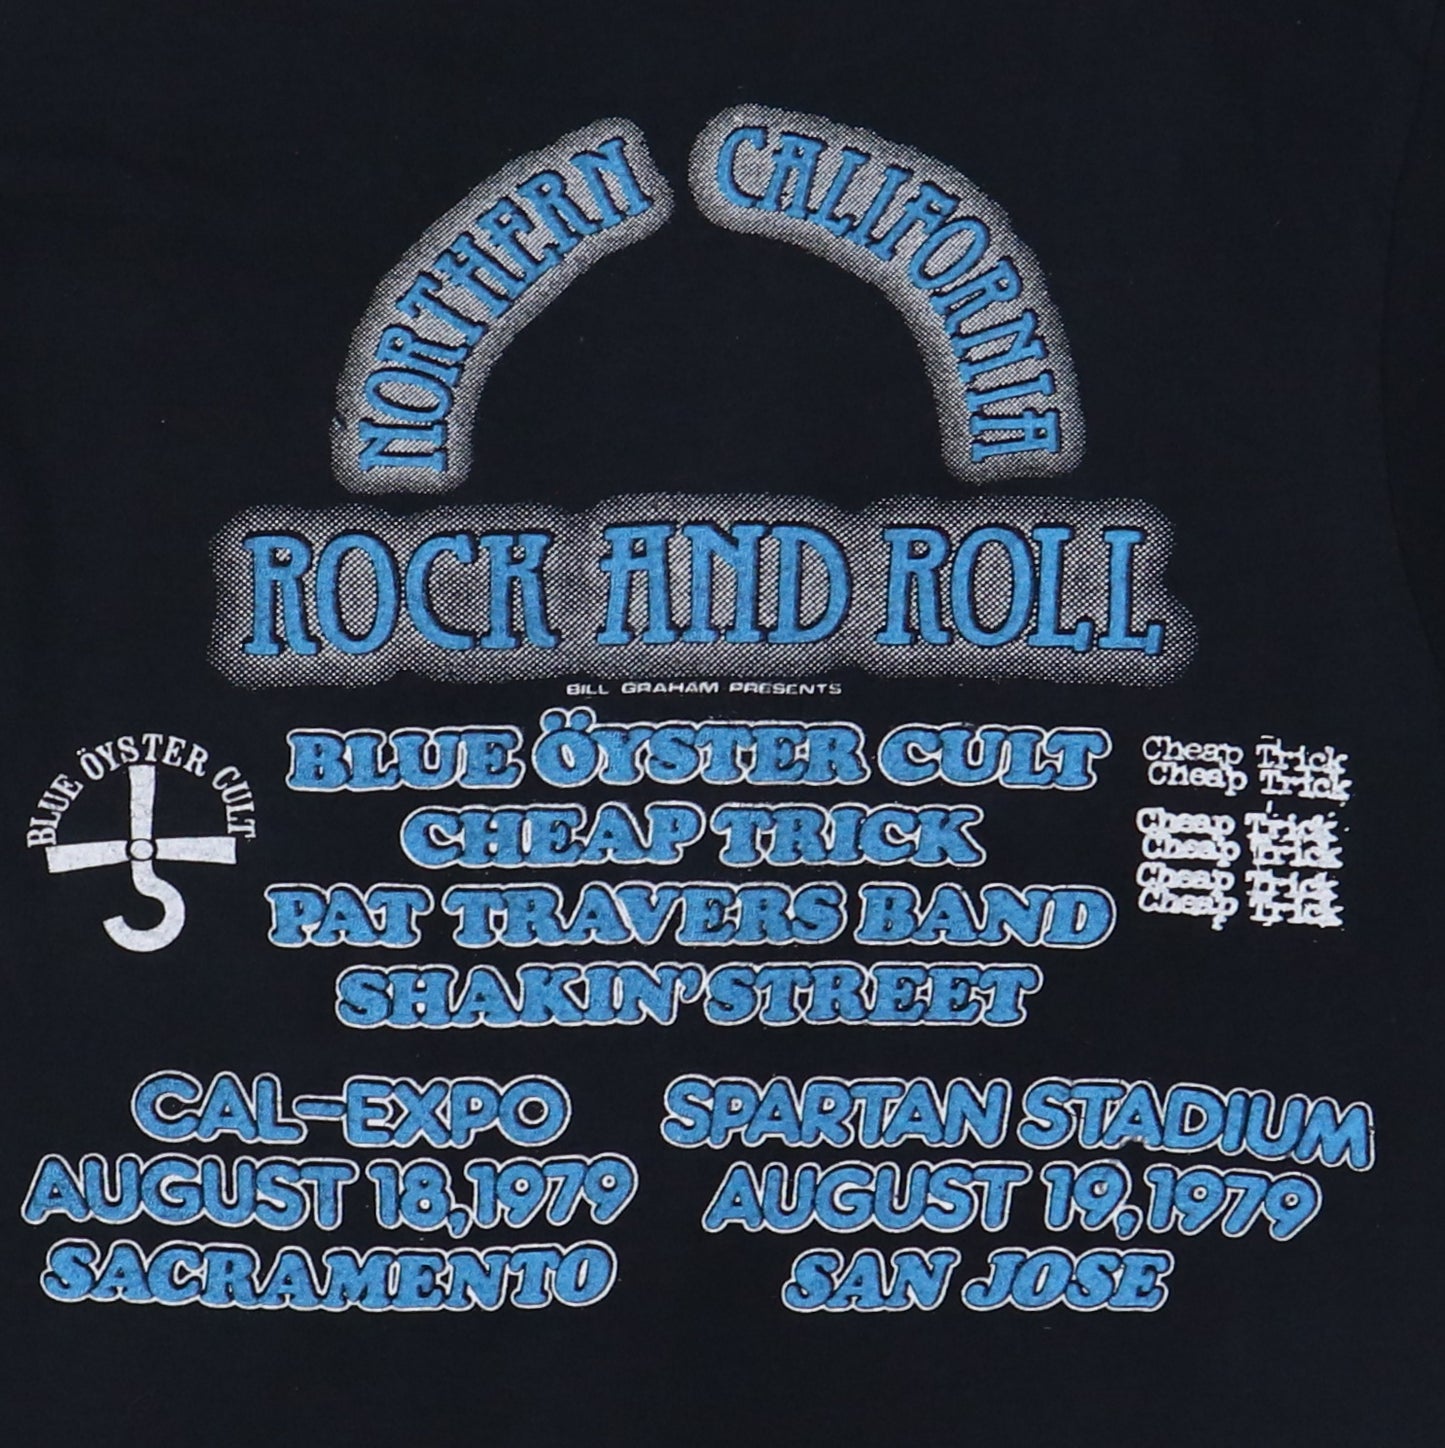 NORTHERN CALIFORNIA
ROCK AND ROLL
BILL GRAHAM PRESENTS
BLUE ÖYSTER CULT
BLUE ÖYSTER CULT
CHEAP TRICK
PAT TRAVERS BAND
SHAKIN' STREET
Cheap Trick
Cheap Trick
Cheap Trick
Cheap Trick
Cheap Trick
Cheap Trick
CAL-EXPO
AUGUST 18, 1979
SACRAMENTO
SPARTAN STADIUM
AUGUST 19, 1979
SAN JOSE